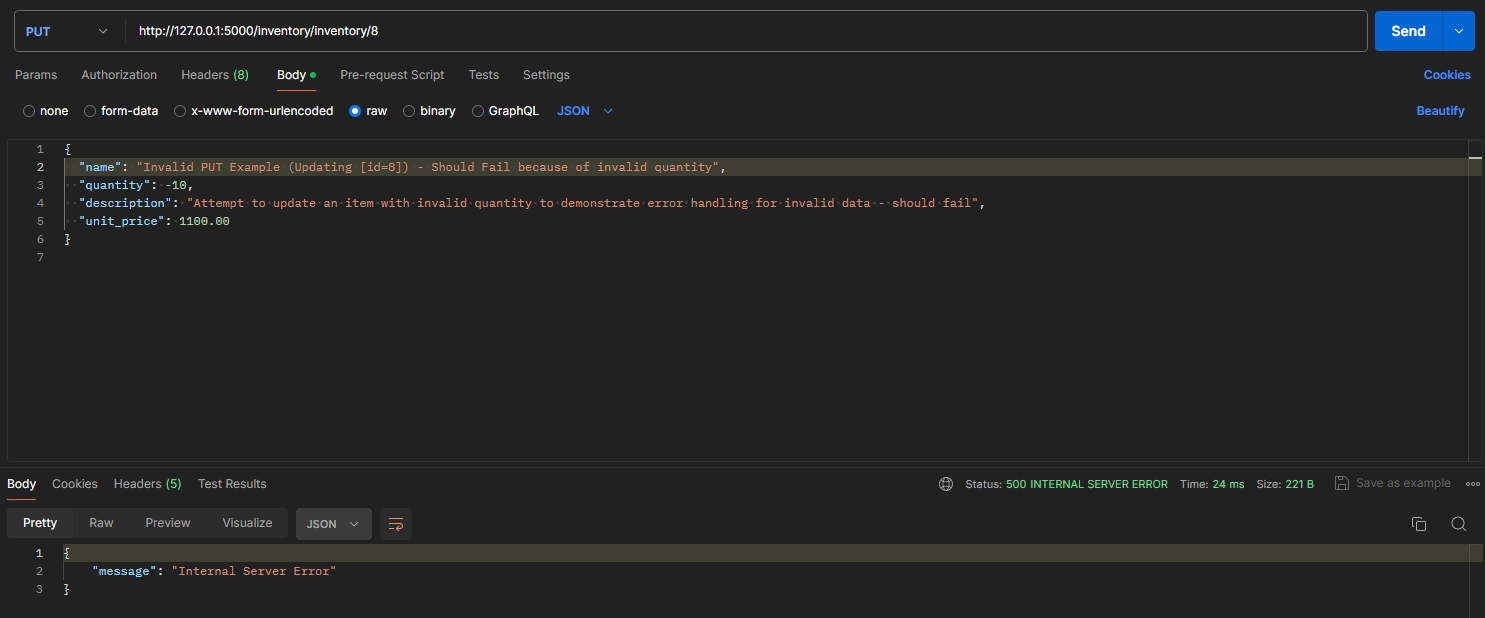 PUT http://127.0.0.1:5000/inventory/inventory/8 Send
Params Authorization Headers (8) Body Pre-request Script Tests Settings Cookies
none form-data x-www-form-urlencoded raw binary GraphQL JSON Beautify
1 {
2 "name": "Invalid PUT Example (Updating [id=8]) - Should Fail because of invalid quantity",
3 "quantity": -10,
4 "description": "Attempt to update an item with invalid quantity to demonstrate error handling for invalid data - should fail",
5 "unit_price": 1100.00
6 }
7
Body Cookies Headers (5) Test Results Status: 500 INTERNAL SERVER ERROR Time: 24 ms Size: 221 B Save as example
Pretty Raw Preview Visualize JSON
1 {
2 "message": "Internal Server Error"
3 }